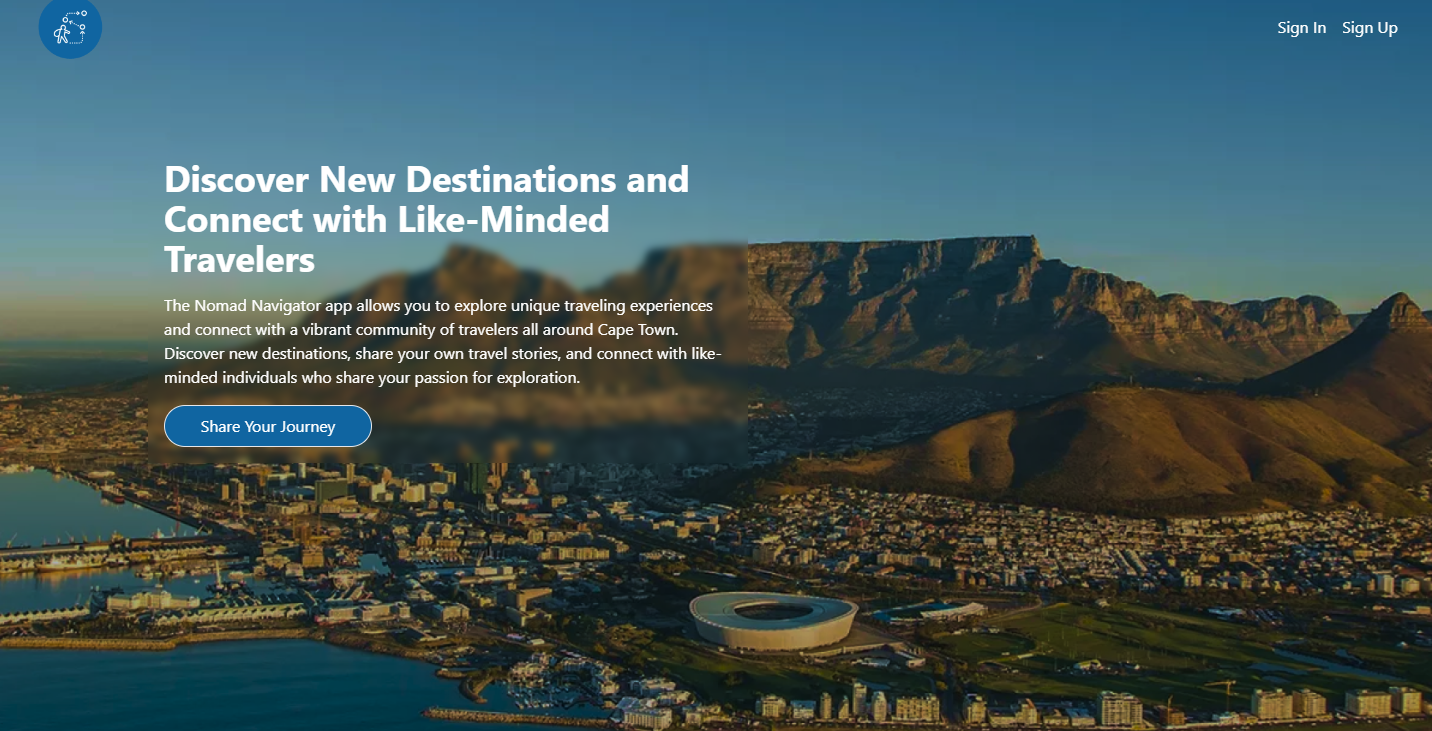 Sign In Sign Up
Discover New Destinations and
Connect with Like-Minded
Travelers
The Nomad Navigator app allows you to explore unique traveling experiences
and connect with a vibrant community of travelers all around Cape Town.
Discover new destinations, share your own travel stories, and connect with like-
minded individuals who share your passion for exploration.
Share Your Journey